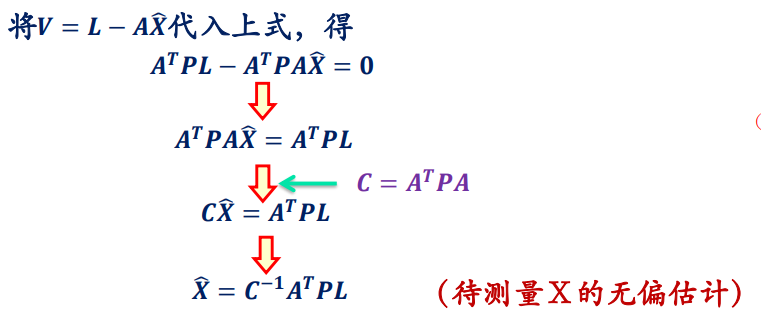 将V = L − AX̂代入上式，得
AᵀPL − AᵀPAX̂ = 0
AᵀPAX̂ = AᵀPL
C = AᵀPA
CX̂ = AᵀPL
X̂ = C⁻¹AᵀPL （待测量X的无偏估计）
（